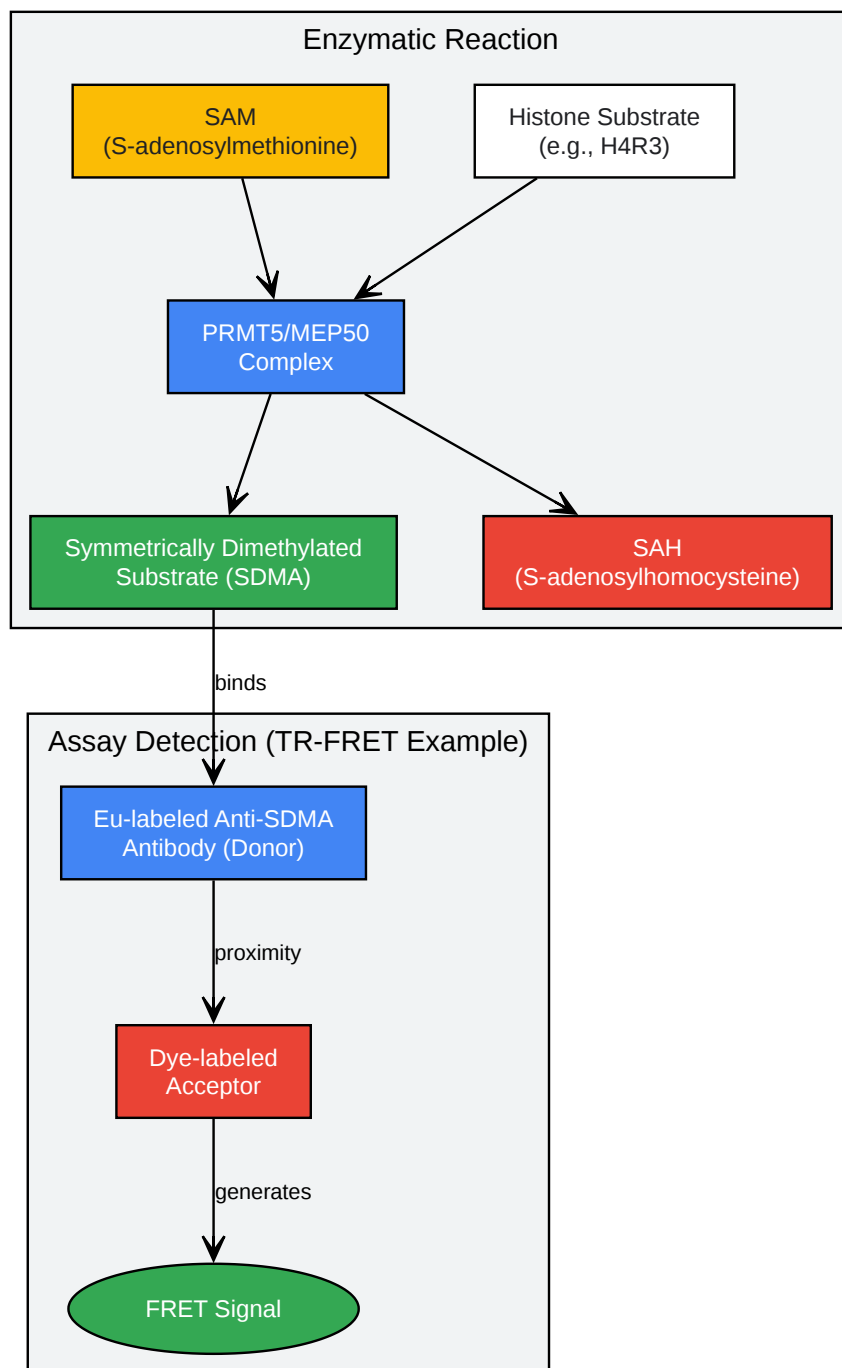 Enzymatic Reaction
SAM
(S-adenosylmethionine)
Histone Substrate
(e.g., H4R3)
PRMT5/MEP50
Complex
Symmetrically Dimethylated
Substrate (SDMA)
SAH
(S-adenosylhomocysteine)
binds
Assay Detection (TR-FRET Example)
Eu-labeled Anti-SDMA
Antibody (Donor)
proximity
Dye-labeled
Acceptor
generates
FRET Signal